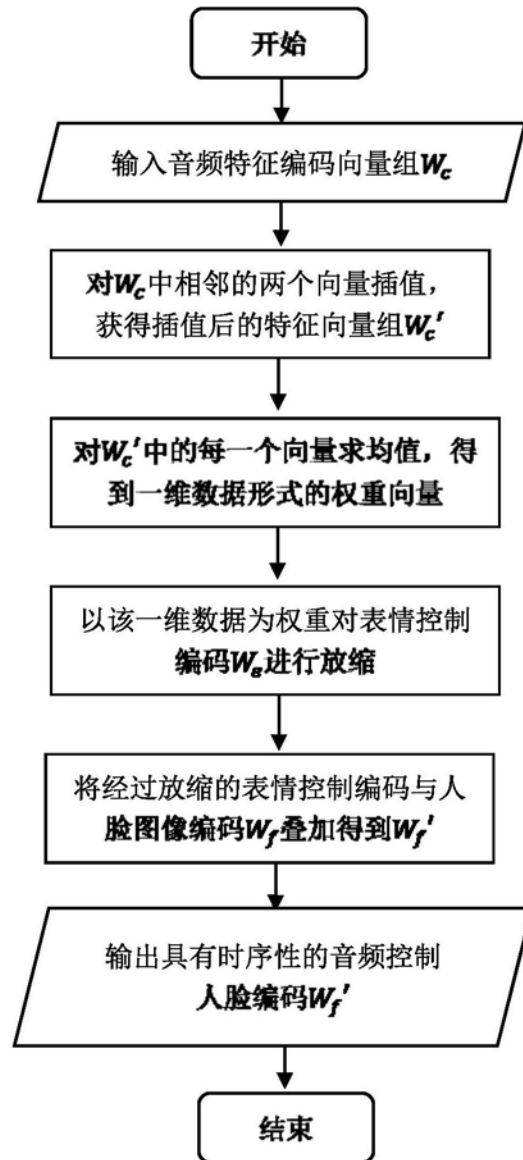 开始
输入音频特征编码向量组W_c
对W_c中相邻的两个向量插值，
获得插值后的特征向量组W_c'
对W_c'中的每一个向量求均值，得
到一维数据形式的权重向量
以该一维数据为权重对表情控制
编码W_e进行放缩
将经过放缩的表情控制编码与人
脸图像编码W_f叠加得到W_f'
输出具有时序性的音频控制
人脸编码W_f'
结束